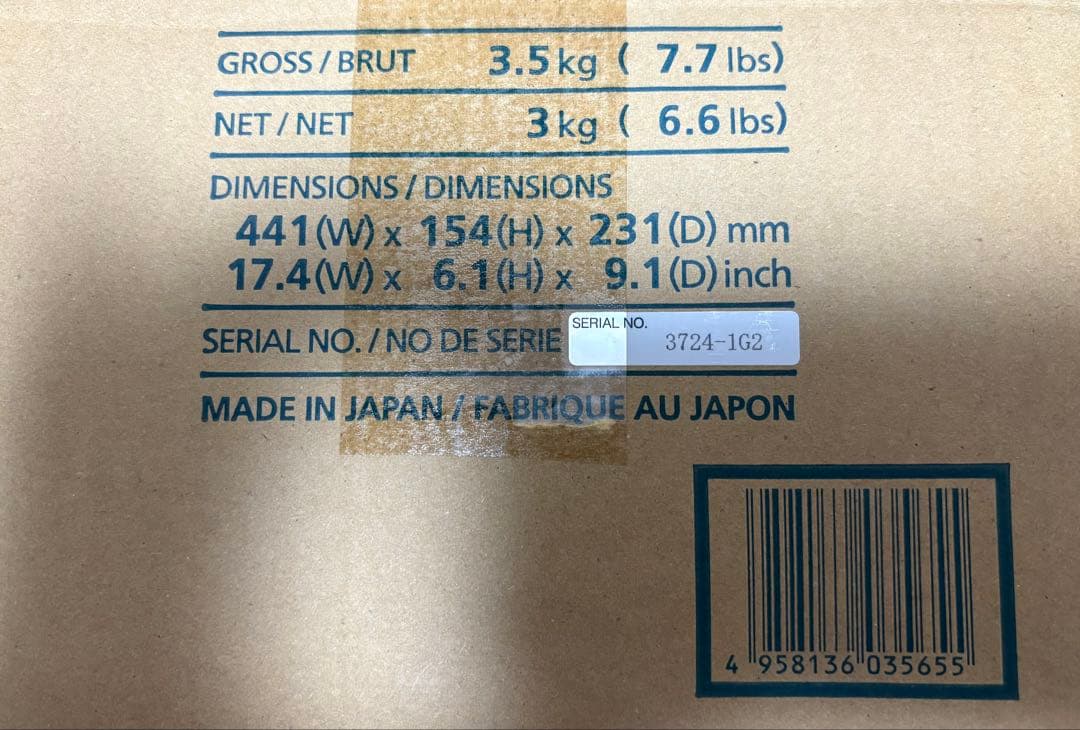 GROSS / BRUT 3.5 kg ( 7.7 lbs)
NET / NET 3 kg ( 6.6 lbs)
DIMENSIONS / DIMENSIONS
441(W) x 154(H) x 231(D) mm
17.4(W) x 6.1(H) x 9.1(D) inch
SERIAL NO. / NO DE SERIE SERIAL NO. 3724-1G2
MADE IN JAPAN / FABRIQUE AU JAPON
4 958136 035655